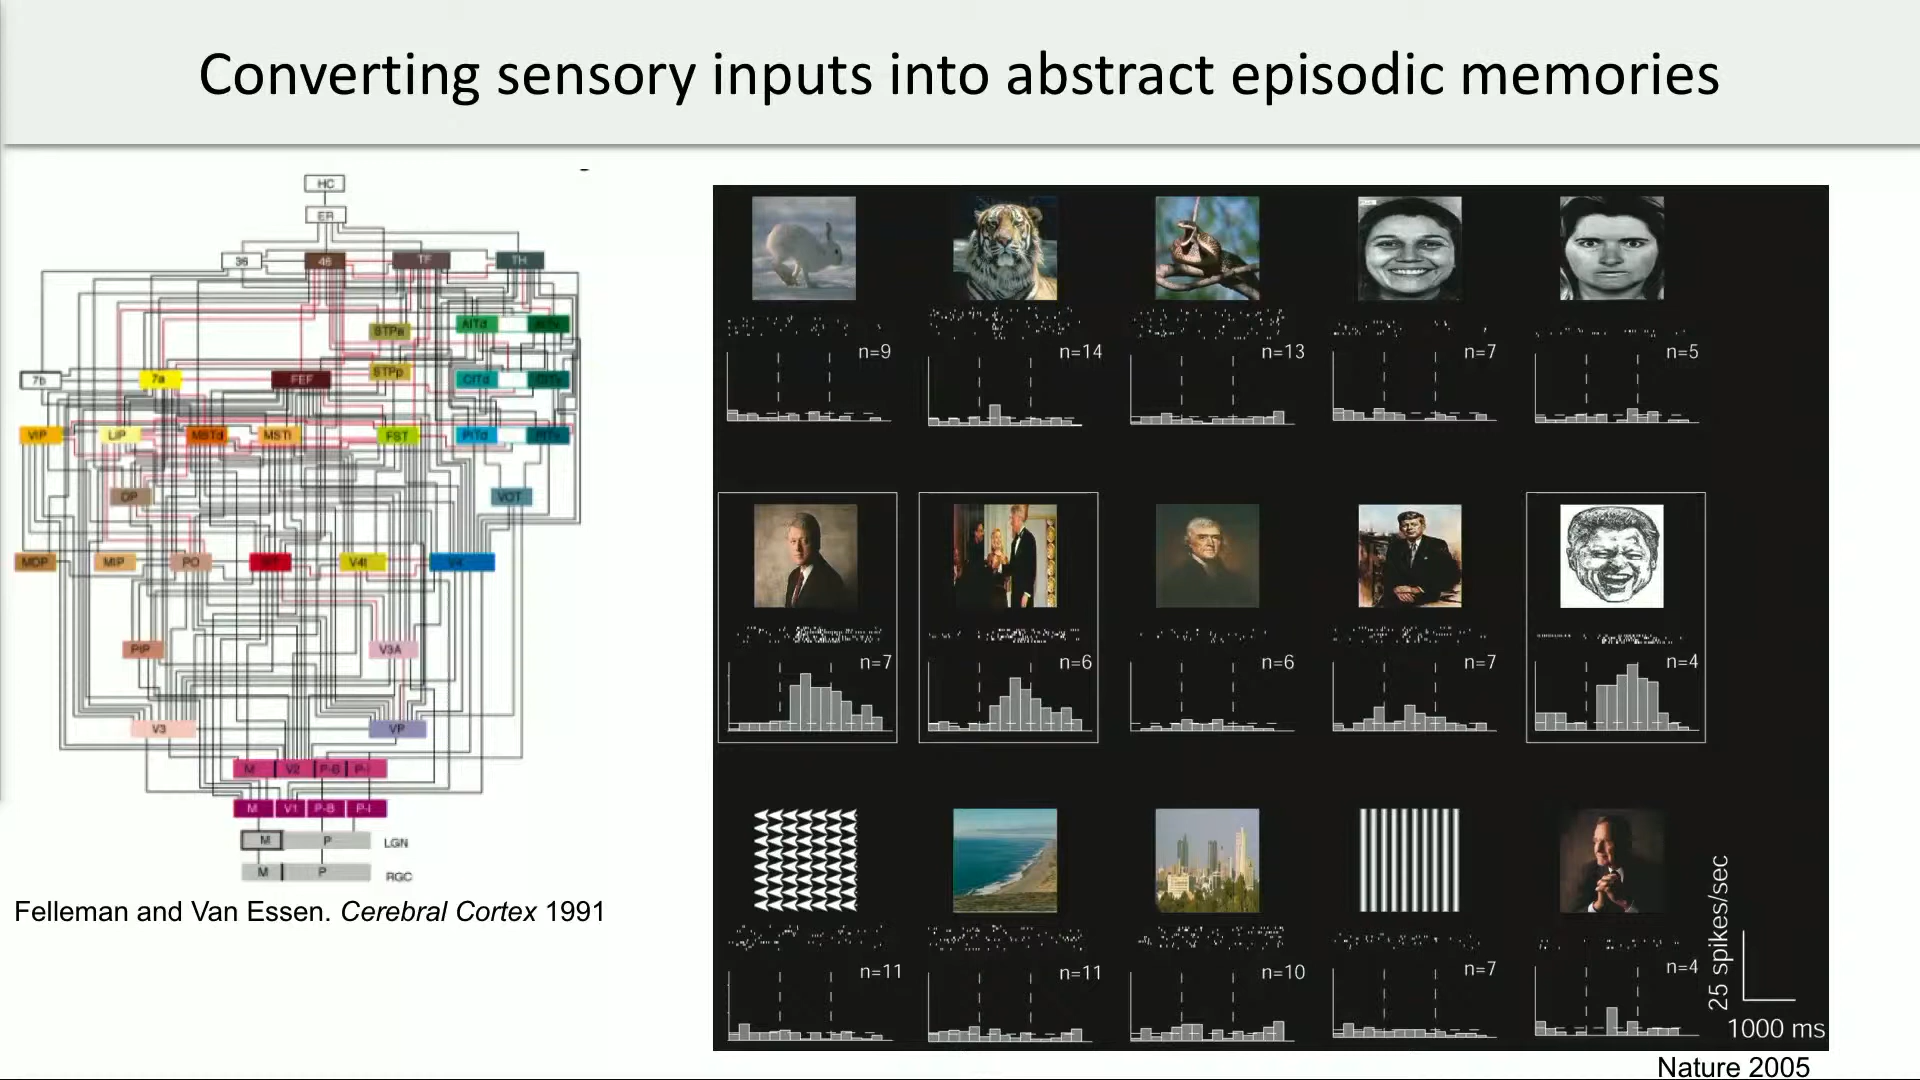 Converting sensory inputs into abstract episodic memories
HC
ER
36
46
TF
TH
STPa
AITd
7b
7a
FEF
STPp
CITd
VIP
LIP
MSTd
MSTl
FST
PITd
DP
VOT
MDP
MIP
PO
V4t
V4
PIP
V3A
V3
VP
M V2 P-B P-I
M V1 P-B P-I
M P LGN
M P RGC
Felleman and Van Essen. Cerebral Cortex 1991
n=9
n=14
n=13
n=7
n=5
n=7
n=6
n=6
n=7
n=4
n=11
n=11
n=10
n=7
n=4
25 spikes/sec
1000 ms
Nature 2005